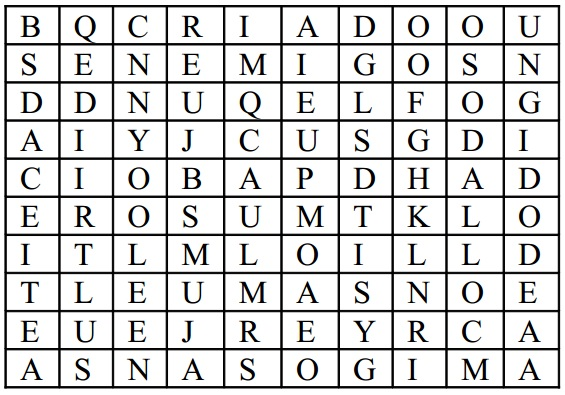 B Q C R I A D O O U
S E N E M I G O S N
D D N U Q E L F O G
A I Y J C U S G D I
C I O B A P D H A D
E R O S U M T K L O
I T L M L O I L L D
T L E U M A S N O E
E U E J R E Y R C A
A S N A S O G I M A